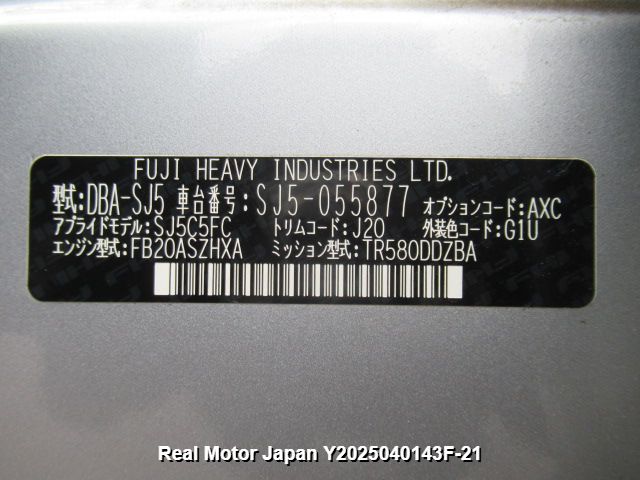 FUJI HEAVY INDUSTRIES LTD.
型式:DBA-SJ5 車台番号:SJ5-055877 オプションコード:AXC
アプライドモデル:SJ5C5FC トリムコード:J20 外装色コード:G1U
エンジン型式:FB20ASZHXA ミッション型式:TR580DDZBA
Real Motor Japan Y2025040143F-21